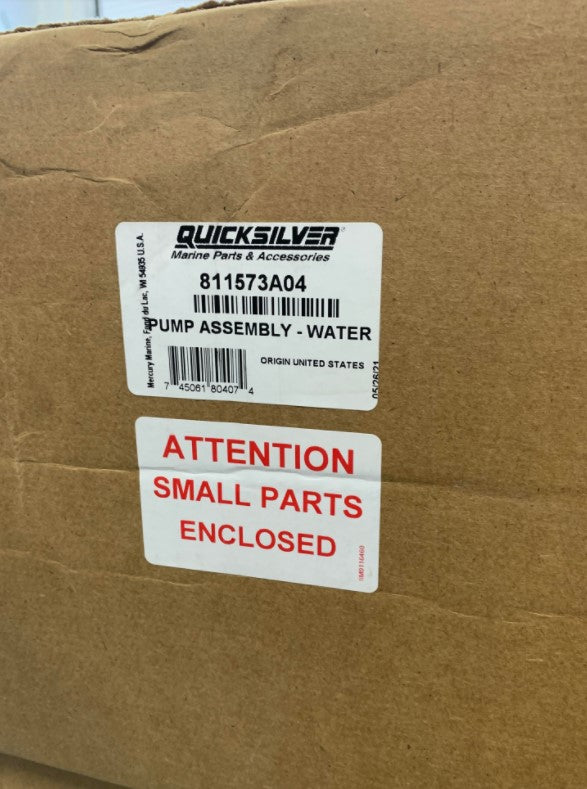 QUICKSILVER
Marine Parts & Accessories
811573A04
PUMP ASSEMBLY - WATER
ORIGIN UNITED STATES
7 45061 80407 4
Mercury Marine, Fond du Lac, WI 54935 U.S.A.
05/26/21
ATTENTION
SMALL PARTS
ENCLOSED